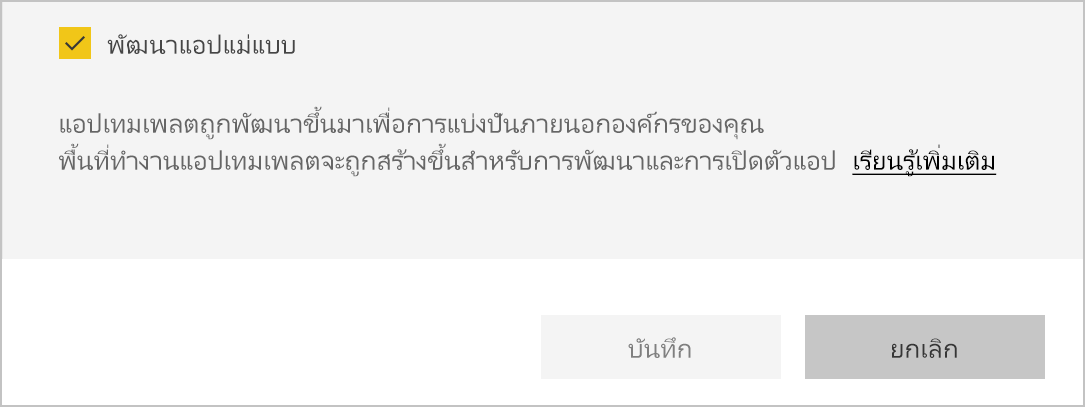 พัฒนาแอปแม่แบบ
แอปเทมเพลตถูกพัฒนาขึ้นมาเพื่อการแบ่งปันภายนอกองค์กรของคุณ
พื้นที่ทำงานแอปเทมเพลตจะถูกสร้างขึ้นสำหรับการพัฒนาและการเปิดตัวแอป เรียนรู้เพิ่มเติม
บันทึก ยกเลิก